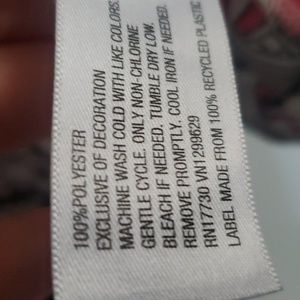 100%POLYESTER
EXCLUSIVE OF DECORATION
MACHINE WASH COLD WITH LIKE COLORS.
GENTLE CYCLE. ONLY NON-CHLORINE
BLEACH IF NEEDED. TUMBLE DRY LOW.
REMOVE PROMPTLY. COOL IRON IF NEEDED.
RN17730 VN1299629
LABEL MADE FROM 100% RECYCLED PLASTIC